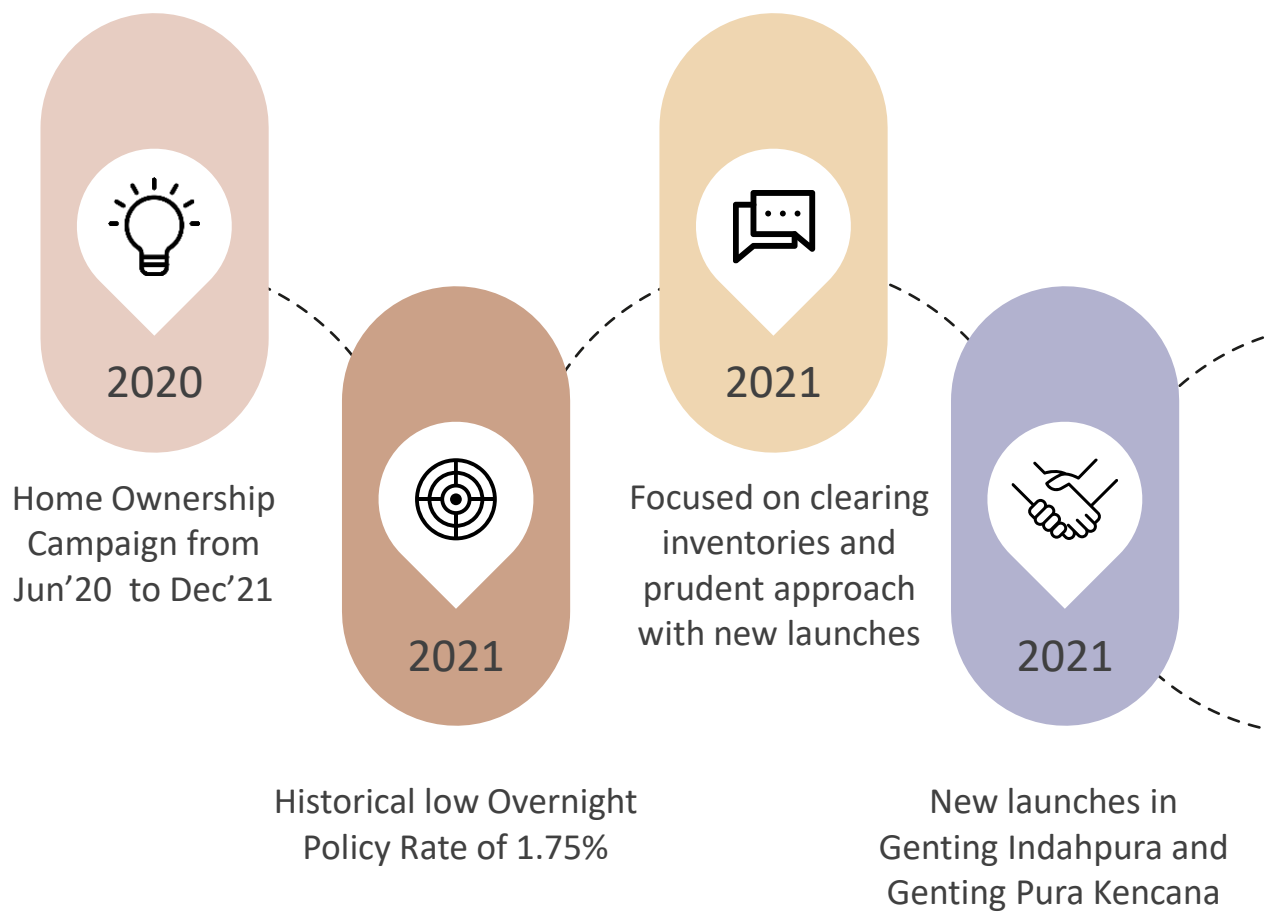 2020
Home Ownership
Campaign from
Jun’20  to Dec’21
2021
Historical low Overnight
Policy Rate of 1.75%
2021
Focused on clearing
inventories and
prudent approach
with new launches
2021
New launches in
Genting Indahpura and
Genting Pura Kencana